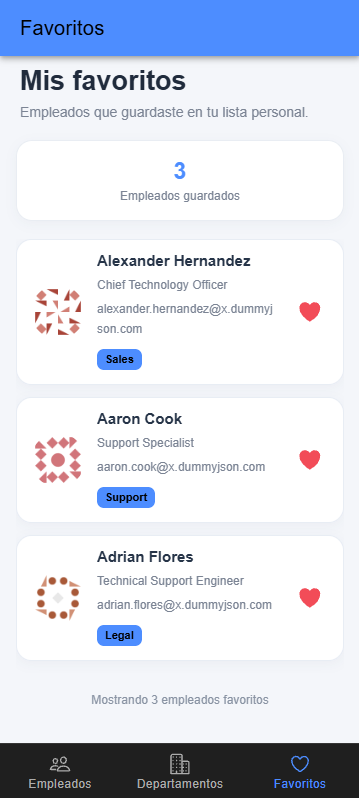 Favoritos
Mis favoritos
Empleados que guardaste en tu lista personal.
3
Empleados guardados
Alexander Hernandez
Chief Technology Officer
alexander.hernandez@x.dummyj
son.com
Sales
Aaron Cook
Support Specialist
aaron.cook@x.dummyjson.com
Support
Adrian Flores
Technical Support Engineer
adrian.flores@x.dummyjson.com
Legal
Mostrando 3 empleados favoritos
Empleados
Departamentos
Favoritos